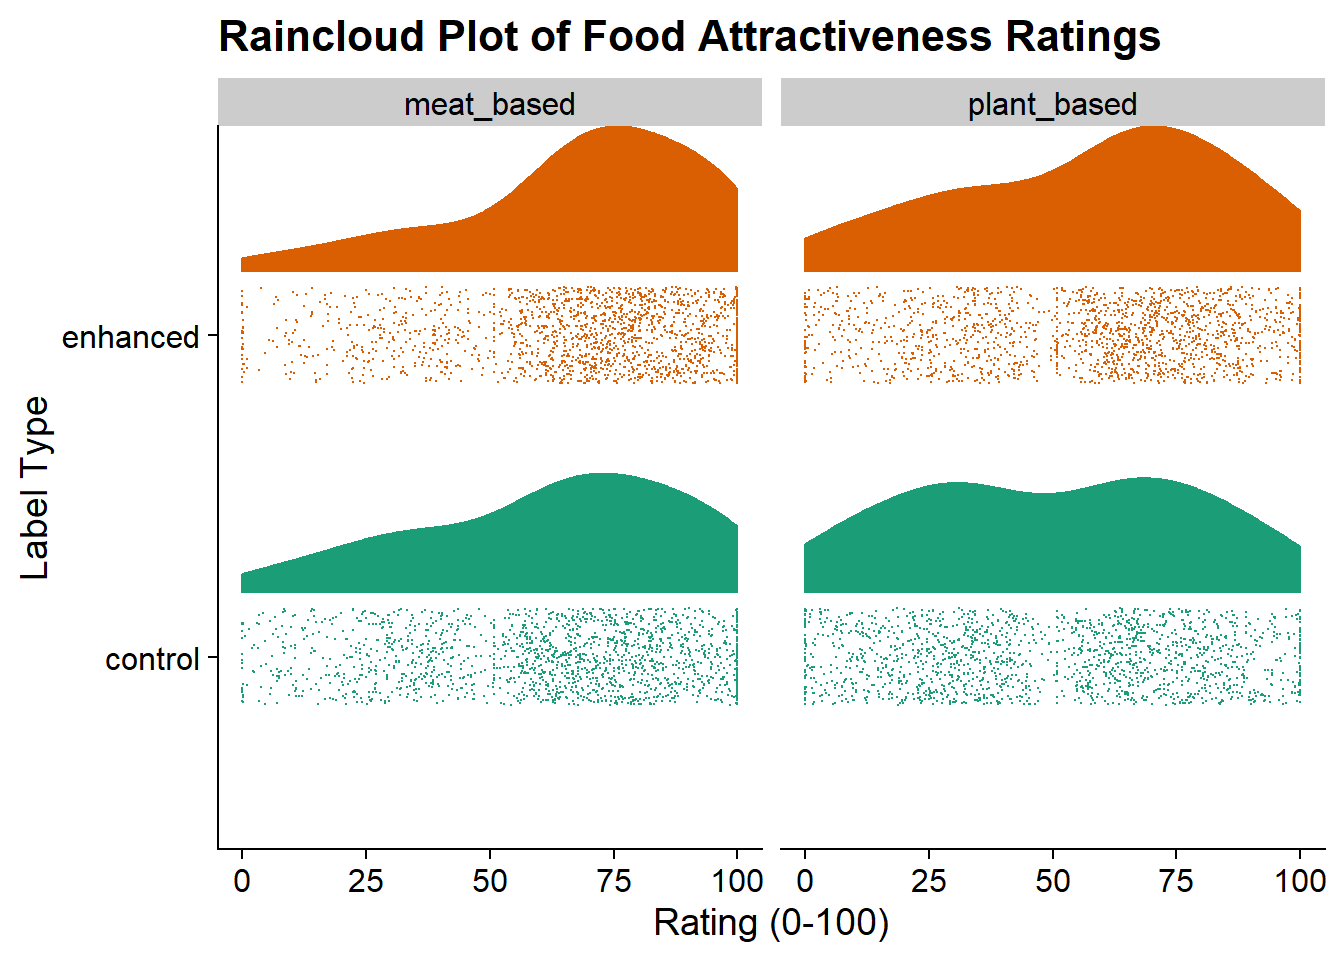 Raincloud Plot of Food Attractiveness Ratings
meat_based
plant_based
enhanced
control
Label Type
0 25 50 75 100
0 25 50 75 100
Rating (0-100)